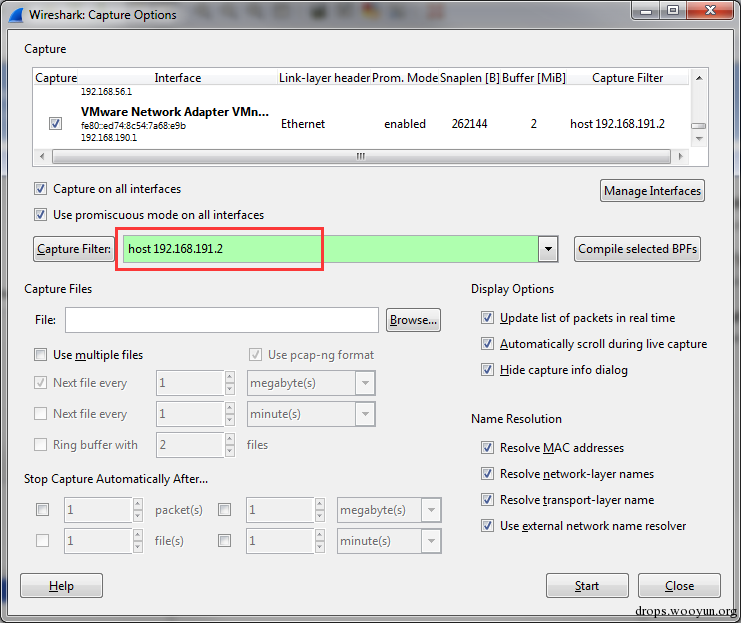 Wireshark: Capture Options
Capture
Capture Interface Link-layer header Prom. Mode Snaplen [B] Buffer [MiB] Capture Filter
192.168.56.1
VMware Network Adapter VMn...
fe80::ed74:8c54:7a68:e9b Ethernet enabled 262144 2 host 192.168.191.2
192.168.190.1
Capture on all interfaces
Manage Interfaces
Use promiscuous mode on all interfaces
Capture Filter: host 192.168.191.2 Compile selected BPFs
Capture Files
File: Browse...
Use multiple files Use pcap-ng format
Next file every 1 megabyte(s)
Next file every 1 minute(s)
Ring buffer with 2 files
Stop Capture Automatically After...
1 packet(s) 1 megabyte(s)
1 file(s) 1 minute(s)
Display Options
Update list of packets in real time
Automatically scroll during live capture
Hide capture info dialog
Name Resolution
Resolve MAC addresses
Resolve network-layer names
Resolve transport-layer name
Use external network name resolver
Help Start Close
drops.wooyun.org